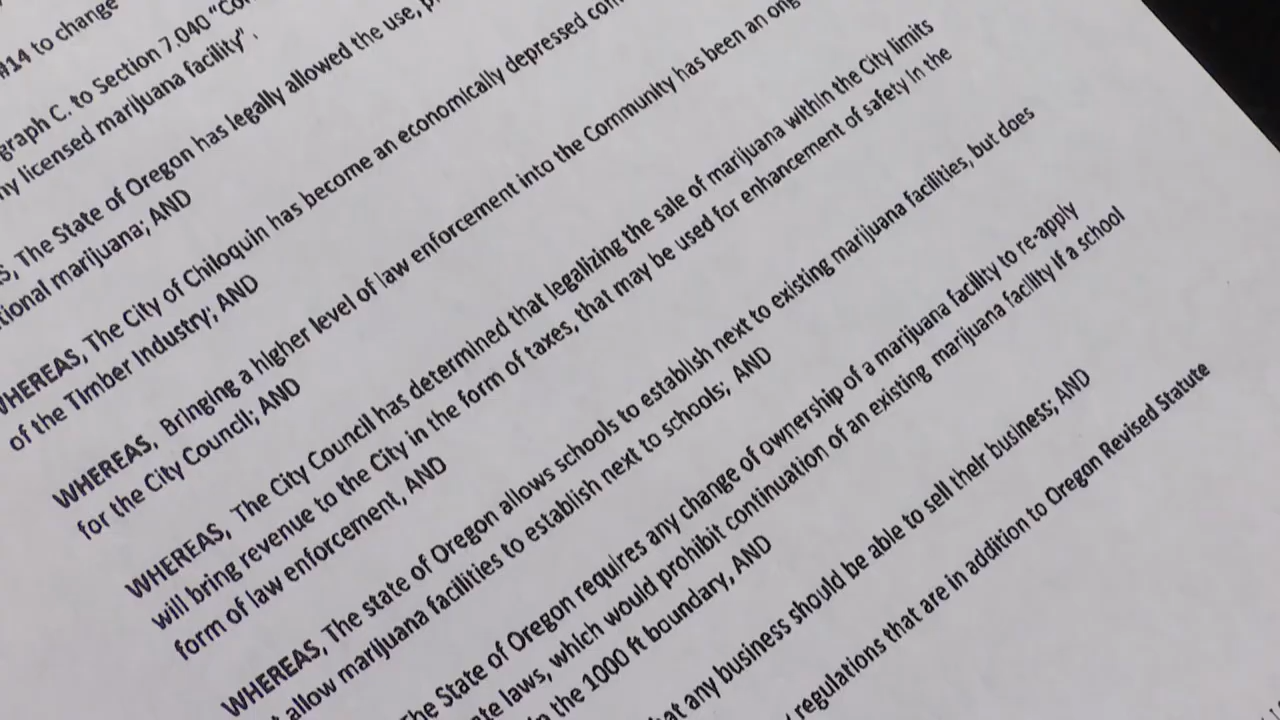 #14 to change
graph C. to Section 7.040 "Co
ny licensed marijuana facility".
S, The State of Oregon has legally allowed the use, p
tional marijuana; AND
WHEREAS, The City of Chiloquin has become an economically depressed com
of the Timber Industry; AND
WHEREAS, Bringing a higher level of law enforcement into the Community has been an ong
for the City Council; AND
WHEREAS, The City Council has determined that legalizing the sale of marijuana within the City limits
will bring revenue to the City in the form of taxes, that may be used for enhancement of safety in the
form of law enforcement, AND
WHEREAS, The state of Oregon allows schools to establish next to existing marijuana facilities, but does
t allow marijuana facilities to establish next to schools; AND
The State of Oregon requires any change of ownership of a marijuana facility to re-apply
te laws, which would prohibit continuation of an existing marijuana facility if a school
the 1000 ft boundary, AND
at any business should be able to sell their business; AND
regulations that are in addition to Oregon Revised Statute